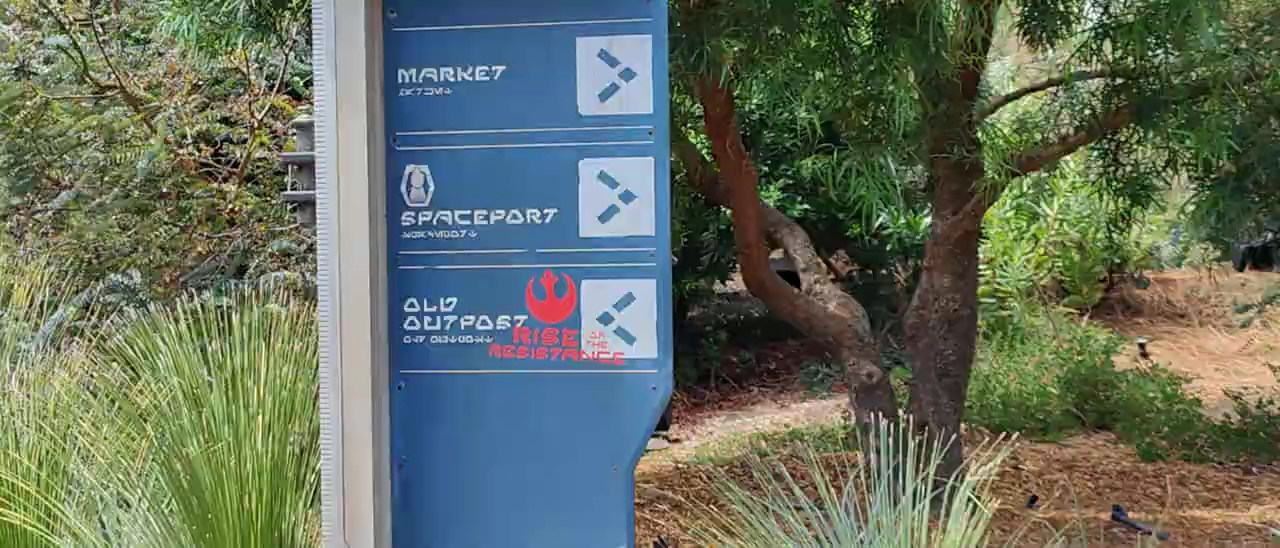 MARKET
SPACEPORT
OLD
OUTPOST
RISE OF THE
RESISTANCE